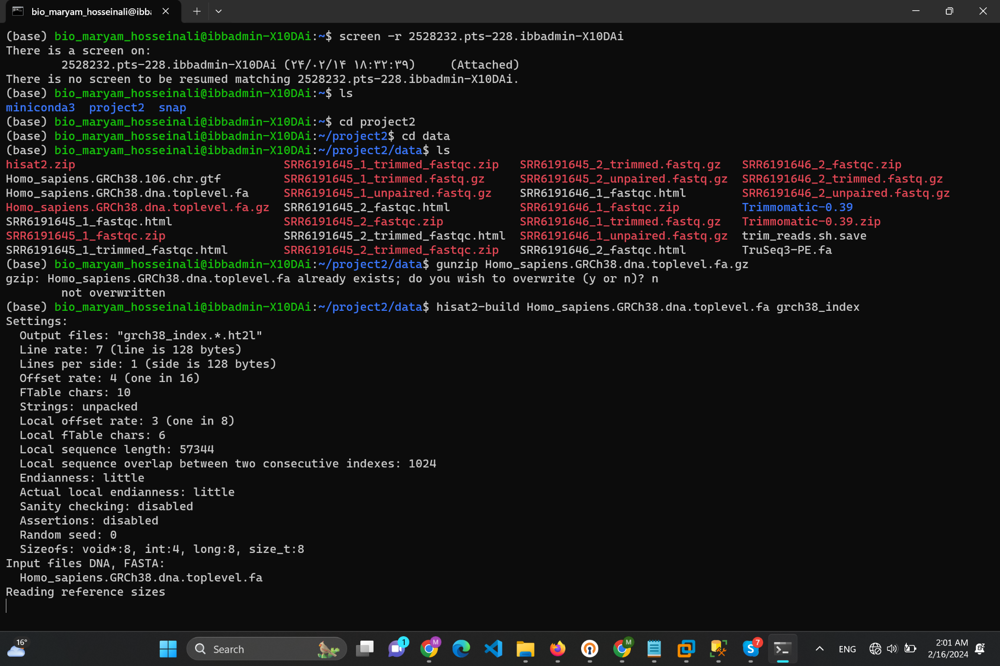 bio_maryam_hosseinali@ibb
(base) bio_maryam_hosseinali@ibbadmin-X10DAi:~$ screen -r 2528232.pts-228.ibbadmin-X10DAi
There is a screen on:
2528232.pts-228.ibbadmin-X10DAi (۲۴/۰۲/۱۴ ۱۸:۳۲:۳۹) (Attached)
There is no screen to be resumed matching 2528232.pts-228.ibbadmin-X10DAi.
(base) bio_maryam_hosseinali@ibbadmin-X10DAi:~$ ls
miniconda3 project2 snap
(base) bio_maryam_hosseinali@ibbadmin-X10DAi:~$ cd project2
(base) bio_maryam_hosseinali@ibbadmin-X10DAi:~/project2$ cd data
(base) bio_maryam_hosseinali@ibbadmin-X10DAi:~/project2/data$ ls
hisat2.zip SRR6191645_1_trimmed_fastqc.zip SRR6191645_2_trimmed.fastq.gz SRR6191646_2_fastqc.zip
Homo_sapiens.GRCh38.106.chr.gtf SRR6191645_1_trimmed.fastq.gz SRR6191645_2_unpaired.fastq.gz SRR6191646_2_trimmed.fastq.gz
Homo_sapiens.GRCh38.dna.toplevel.fa SRR6191645_1_unpaired.fastq.gz SRR6191646_1_fastqc.html SRR6191646_2_unpaired.fastq.gz
Homo_sapiens.GRCh38.dna.toplevel.fa.gz SRR6191645_2_fastqc.html SRR6191646_1_fastqc.zip Trimmomatic-0.39
SRR6191645_1_fastqc.html SRR6191645_2_fastqc.zip SRR6191646_1_trimmed.fastq.gz Trimmomatic-0.39.zip
SRR6191645_1_fastqc.zip SRR6191645_2_trimmed_fastqc.html SRR6191646_1_unpaired.fastq.gz trim_reads.sh.save
SRR6191645_1_trimmed_fastqc.html SRR6191645_2_trimmed_fastqc.zip SRR6191646_2_fastqc.html TruSeq3-PE.fa
(base) bio_maryam_hosseinali@ibbadmin-X10DAi:~/project2/data$ gunzip Homo_sapiens.GRCh38.dna.toplevel.fa.gz
gzip: Homo_sapiens.GRCh38.dna.toplevel.fa already exists; do you wish to overwrite (y or n)? n
not overwritten
(base) bio_maryam_hosseinali@ibbadmin-X10DAi:~/project2/data$ hisat2-build Homo_sapiens.GRCh38.dna.toplevel.fa grch38_index
Settings:
Output files: "grch38_index.*.ht2l"
Line rate: 7 (line is 128 bytes)
Lines per side: 1 (side is 128 bytes)
Offset rate: 4 (one in 16)
FTable chars: 10
Strings: unpacked
Local offset rate: 3 (one in 8)
Local fTable chars: 6
Local sequence length: 57344
Local sequence overlap between two consecutive indexes: 1024
Endianness: little
Actual local endianness: little
Sanity checking: disabled
Assertions: disabled
Random seed: 0
Sizeofs: void*:8, int:4, long:8, size_t:8
Input files DNA, FASTA:
Homo_sapiens.GRCh38.dna.toplevel.fa
Reading reference sizes
16°
Search
1
M
M
S 7
ENG
2:01 AM
2/16/2024